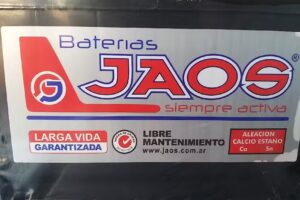 Baterias
JAOS®
siempre activa
LARGA VIDA
GARANTIZADA
LIBRE
MANTENIMIENTO
www.jaos.com.ar
ALEACION
CALCIO ESTAÑO
Ca Sn